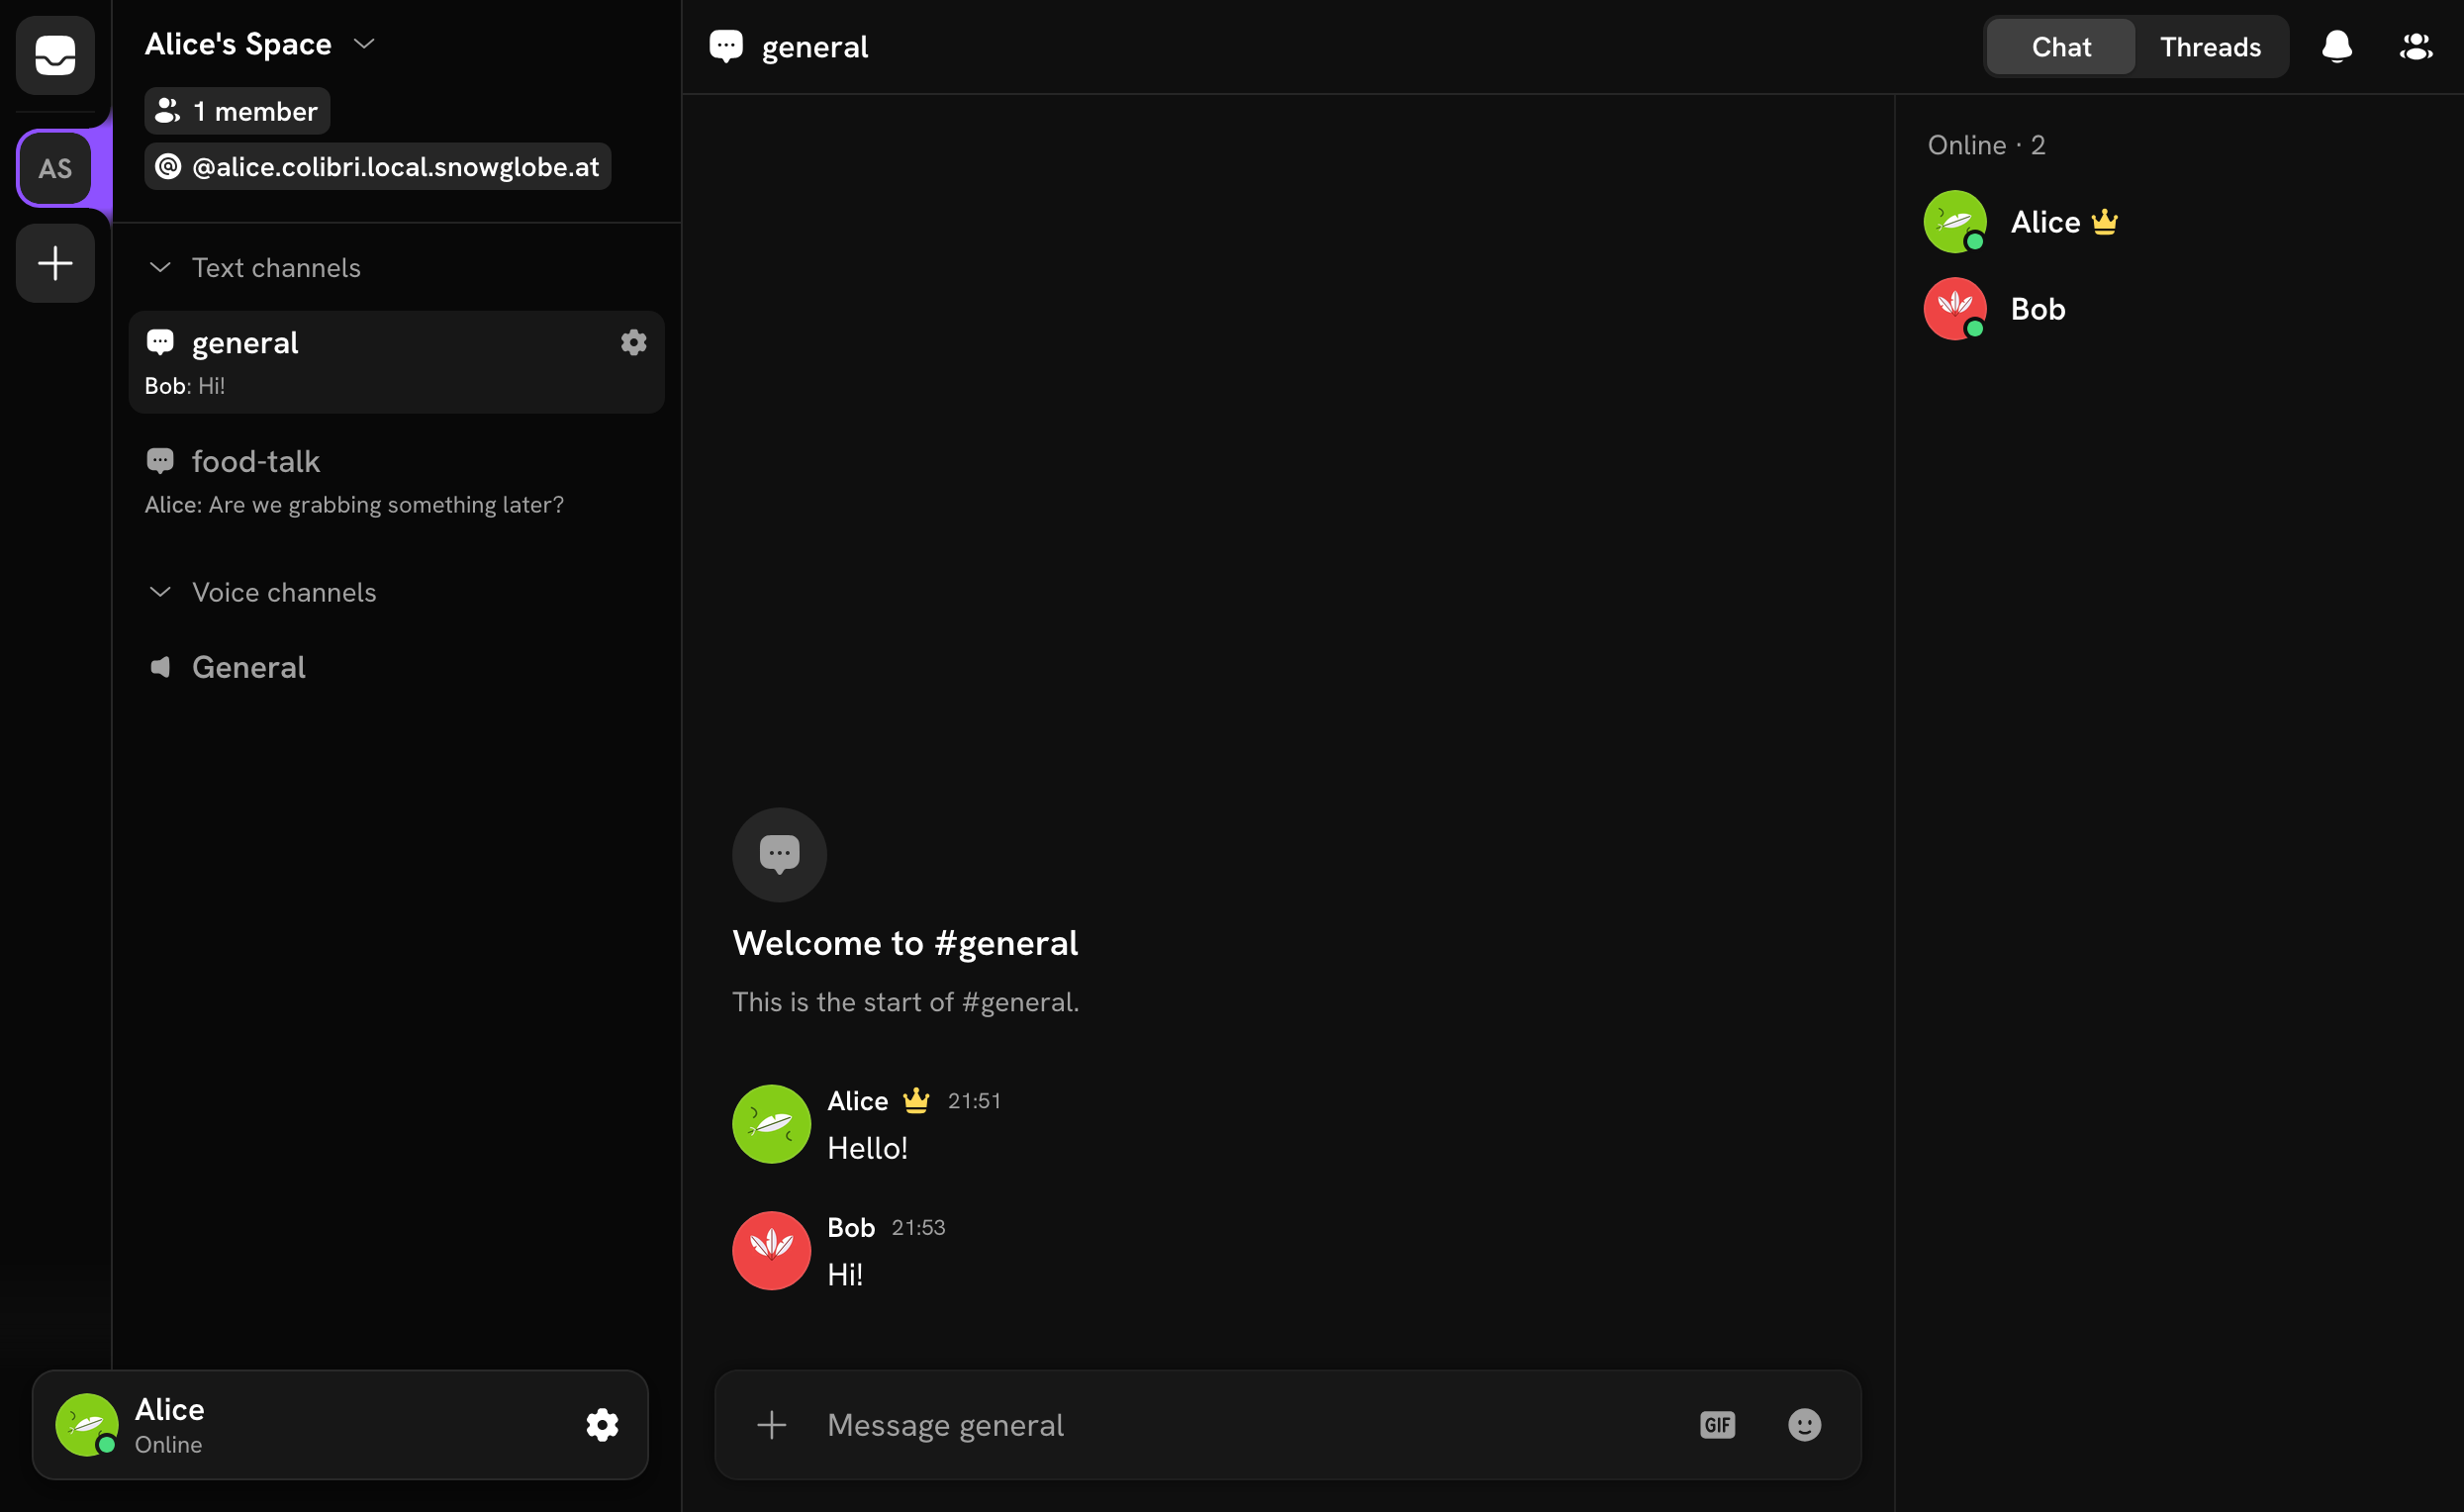 Alice's Space
1 member
@alice.colibri.local.snowglobe.at
AS
Text channels
general
Bob: Hi!
food-talk
Alice: Are we grabbing something later?
Voice channels
General
Alice
Online
general
Chat
Threads
Welcome to #general
This is the start of #general.
Alice 21:51
Hello!
Bob 21:53
Hi!
Message general
GIF
Online · 2
Alice
Bob